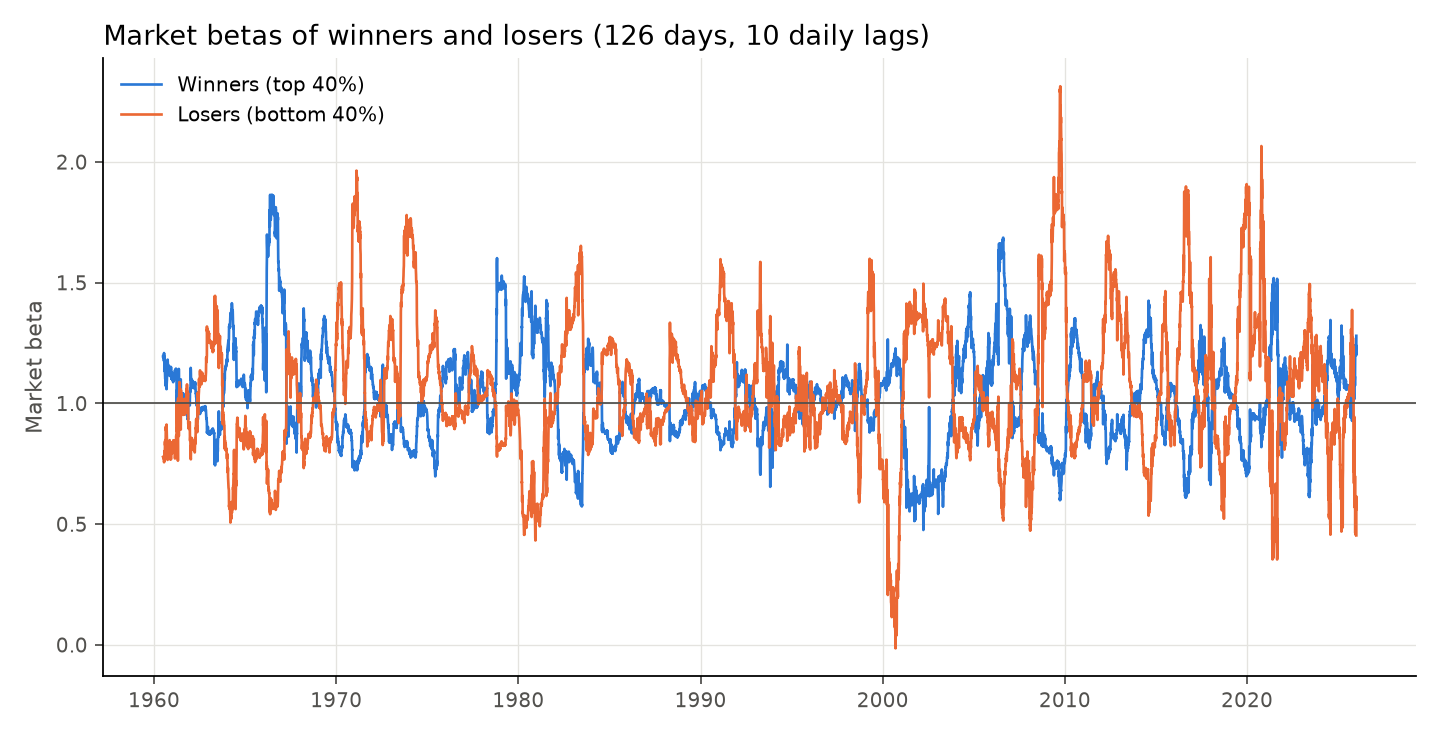 Market betas of winners and losers (126 days, 10 daily lags)
Winners (top 40%)
Losers (bottom 40%)
Market beta
2.0
1.5
1.0
0.5
0.0
1960 1970 1980 1990 2000 2010 2020